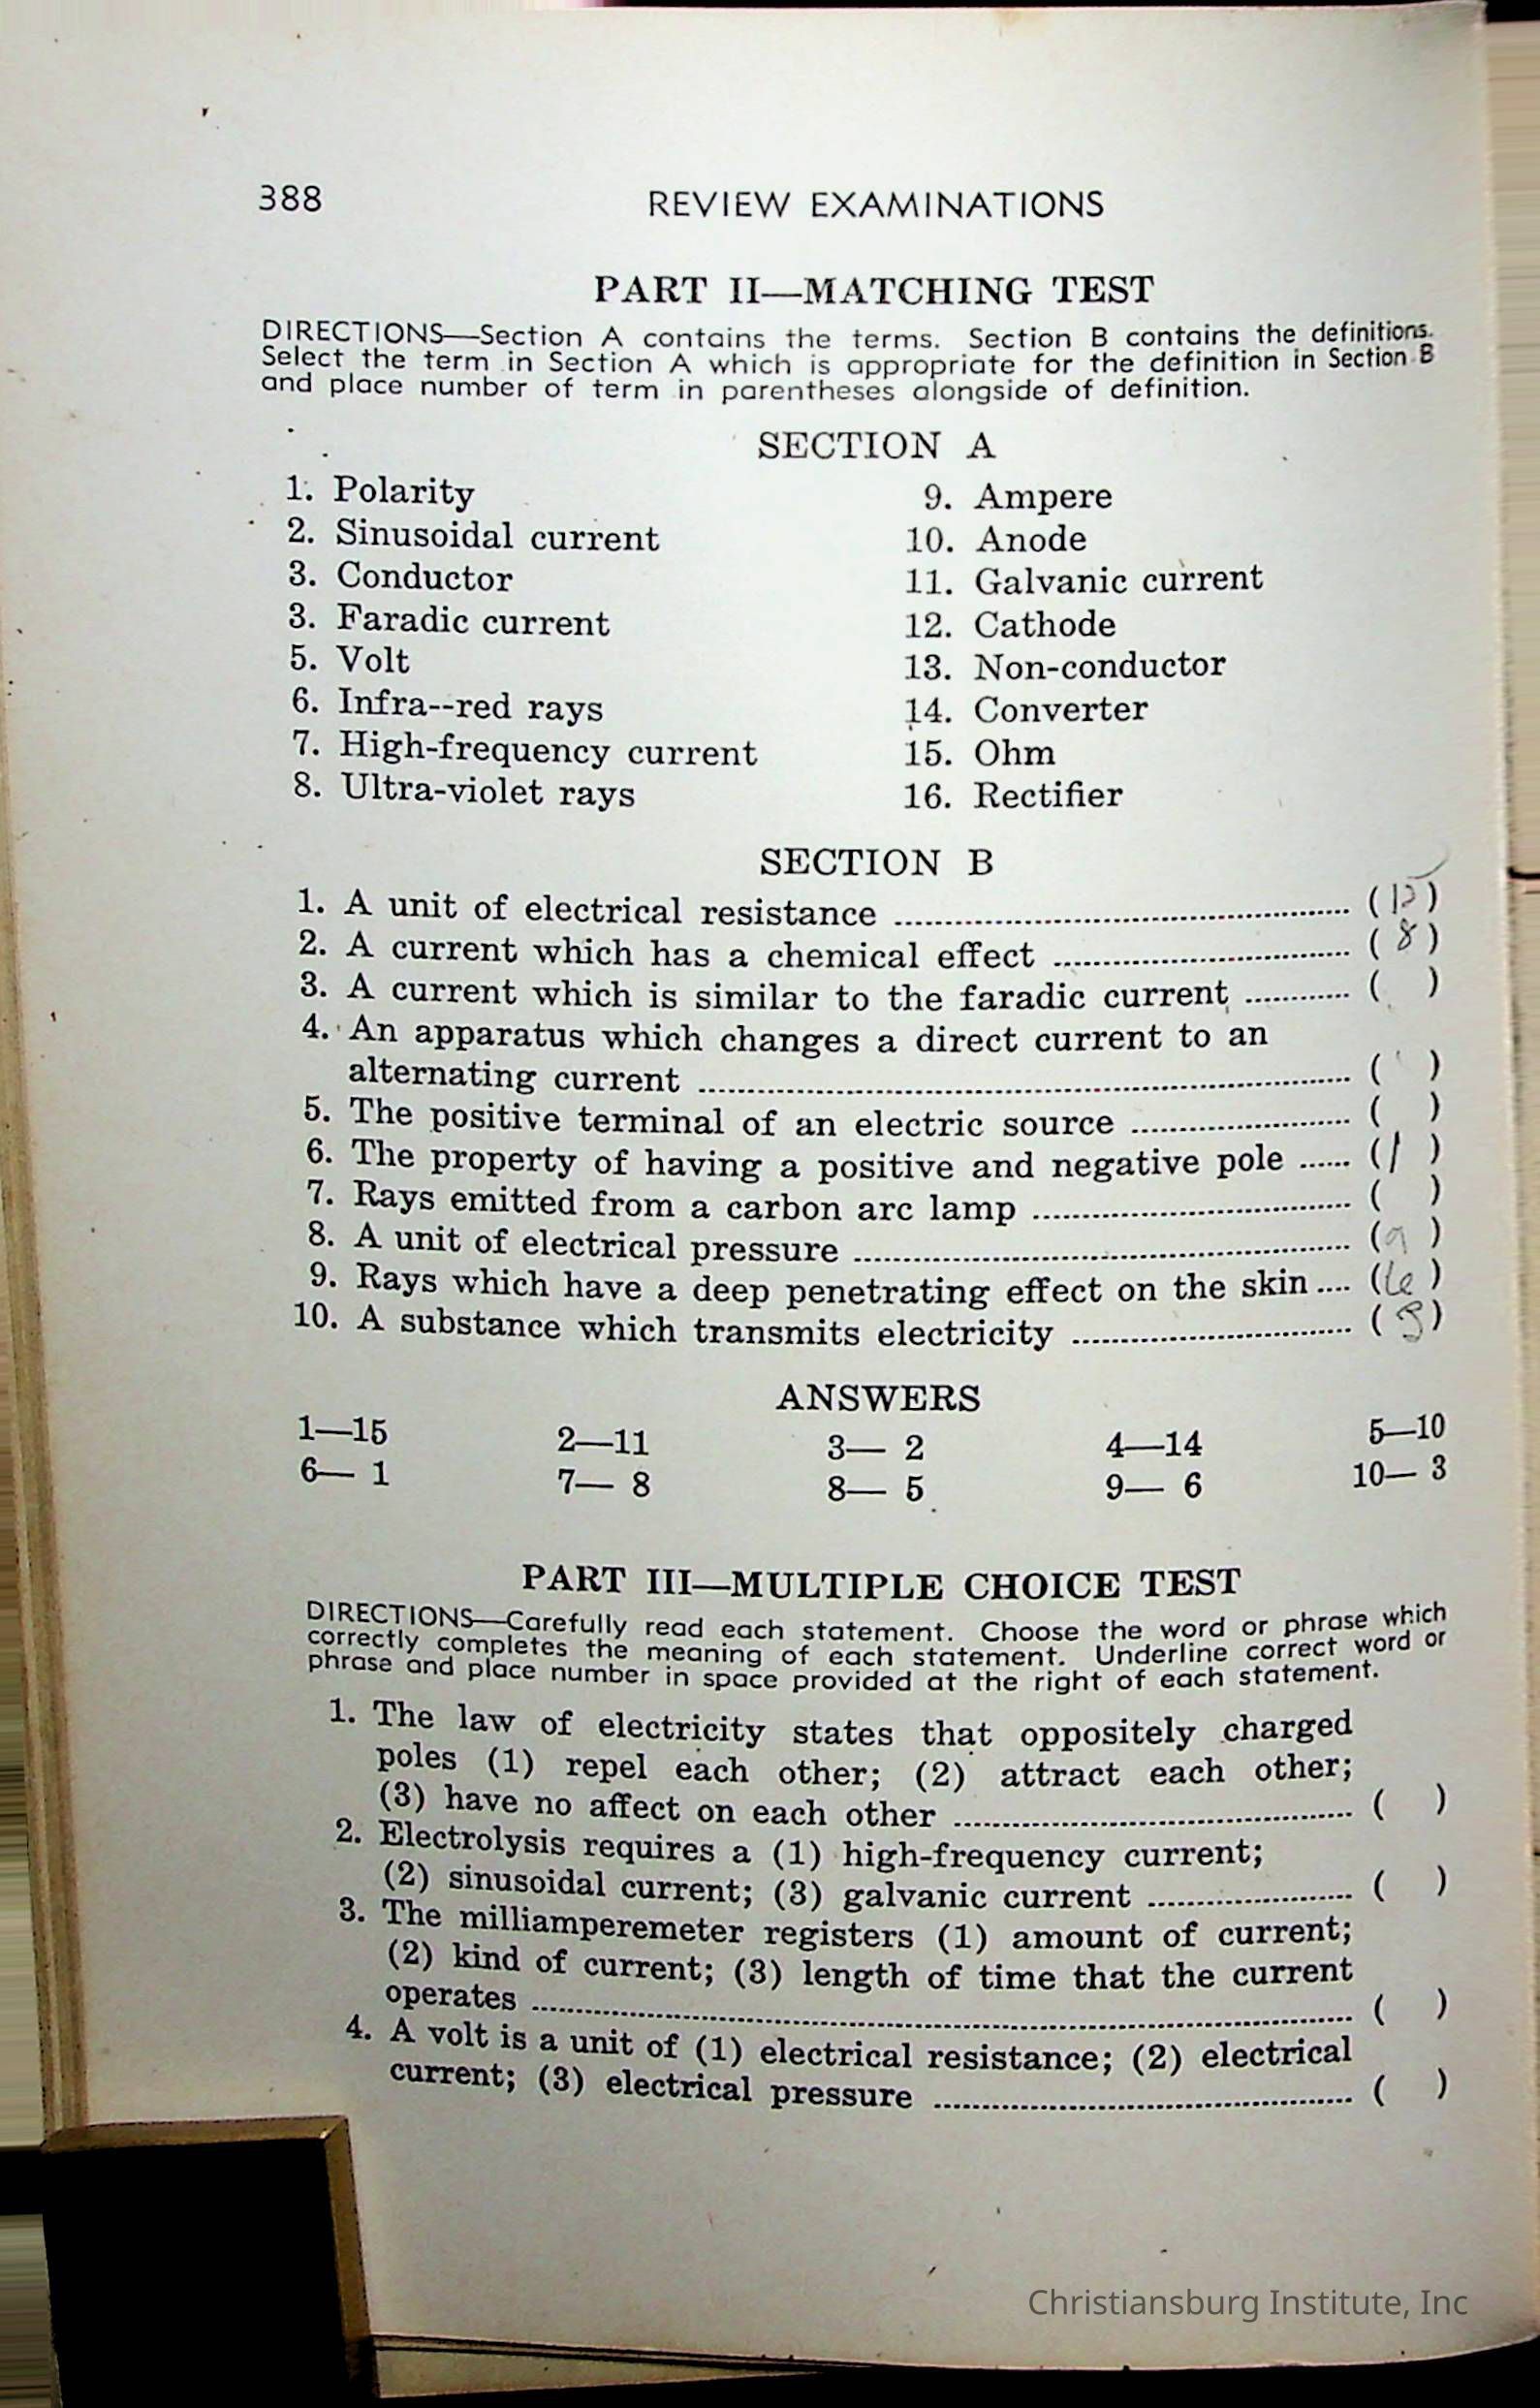 388 REVIEW EXAMINATIONS
PART II—MATCHING TEST
DIRECTIONS—Section A contains the terms. Section B contains the definitions.
Select the term in Section A which is appropriate for the definition in Section B
and place number of term in parentheses alongside of definition.
SECTION A
1. Polarity
2. Sinusoidal current
3. Conductor
3. Faradic current
5. Volt
6. Infra--red rays
7. High-frequency current
8. Ultra-violet rays
9. Ampere
10. Anode
11. Galvanic current
12. Cathode
13. Non-conductor
14. Converter
15. Ohm
16. Rectifier
SECTION B
1. A unit of electrical resistance ( )
2. A current which has a chemical effect ( 8 )
3. A current which is similar to the faradic current ( )
4. An apparatus which changes a direct current to an
alternating current ( )
5. The positive terminal of an electric source ( )
6. The property of having a positive and negative pole ( 1 )
7. Rays emitted from a carbon arc lamp ( )
8. A unit of electrical pressure ( 9 )
9. Rays which have a deep penetrating effect on the skin ( 6 )
10. A substance which transmits electricity ( )
ANSWERS
1—15 2—11 3— 2 4—14 5—10
6— 1 7— 8 8— 5 9— 6 10— 3
PART III—MULTIPLE CHOICE TEST
DIRECTIONS—Carefully read each statement. Choose the word or phrase which
correctly completes the meaning of each statement. Underline correct word or
phrase and place number in space provided at the right of each statement.
1. The law of electricity states that oppositely charged
poles (1) repel each other; (2) attract each other;
(3) have no affect on each other ( )
2. Electrolysis requires a (1) high-frequency current;
(2) sinusoidal current; (3) galvanic current ( )
3. The milliamperemeter registers (1) amount of current;
(2) kind of current; (3) length of time that the current
operates ( )
4. A volt is a unit of (1) electrical resistance; (2) electrical
current; (3) electrical pressure ( )
Christiansburg Institute, Inc